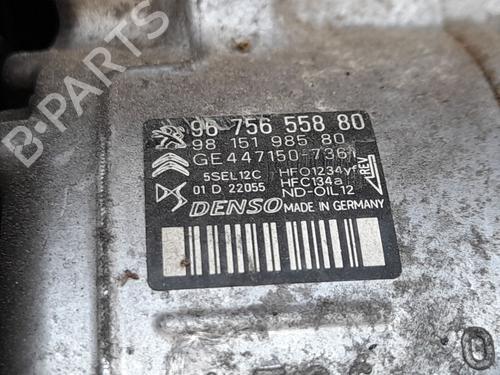 B-PARTS
96 756 558 80
98 151 985 80
GE447150-7361
5SEL12C HFO1234yf
01 D 22055 HFC134a
ND-OIL12
REV
DENSO MADE IN GERMANY